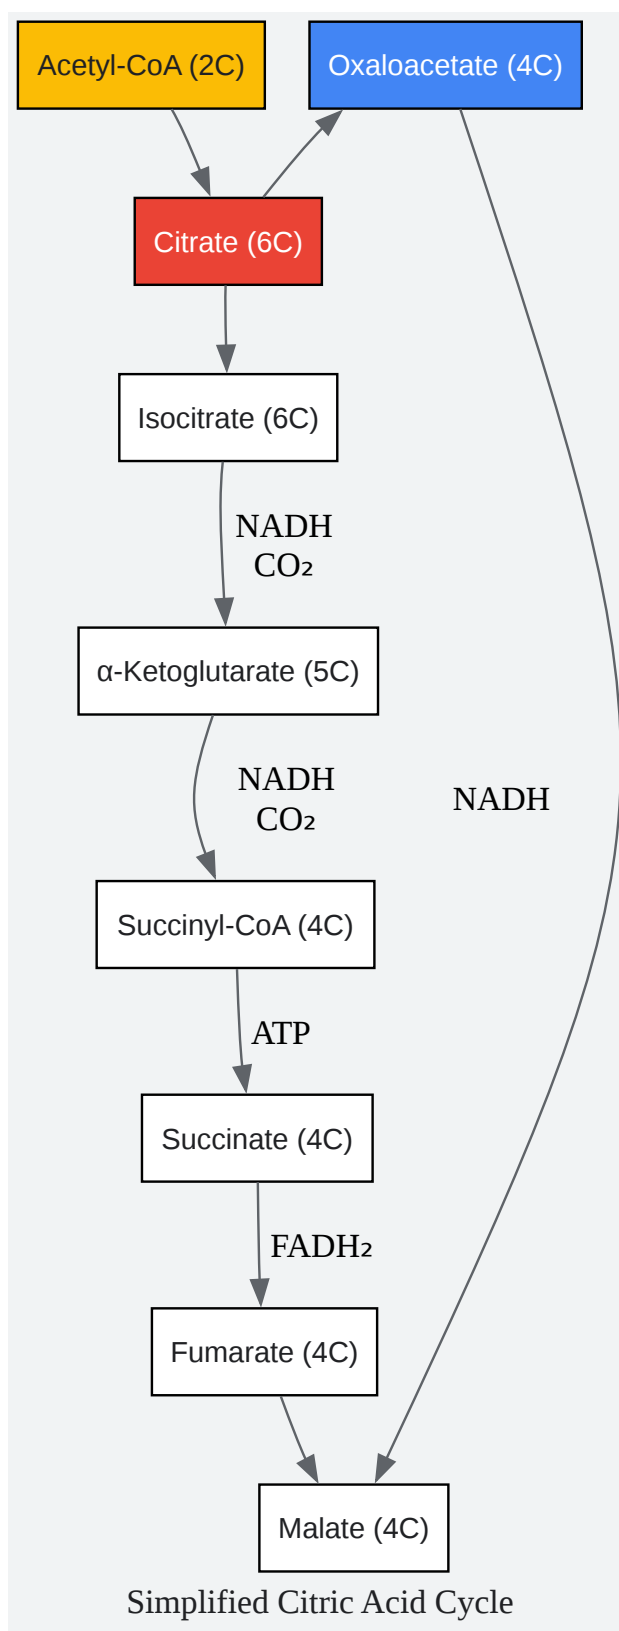 Acetyl-CoA (2C)
Oxaloacetate (4C)
Citrate (6C)
Isocitrate (6C)
NADH
CO₂
α-Ketoglutarate (5C)
NADH
CO₂
NADH
Succinyl-CoA (4C)
ATP
Succinate (4C)
FADH₂
Fumarate (4C)
Malate (4C)
Simplified Citric Acid Cycle